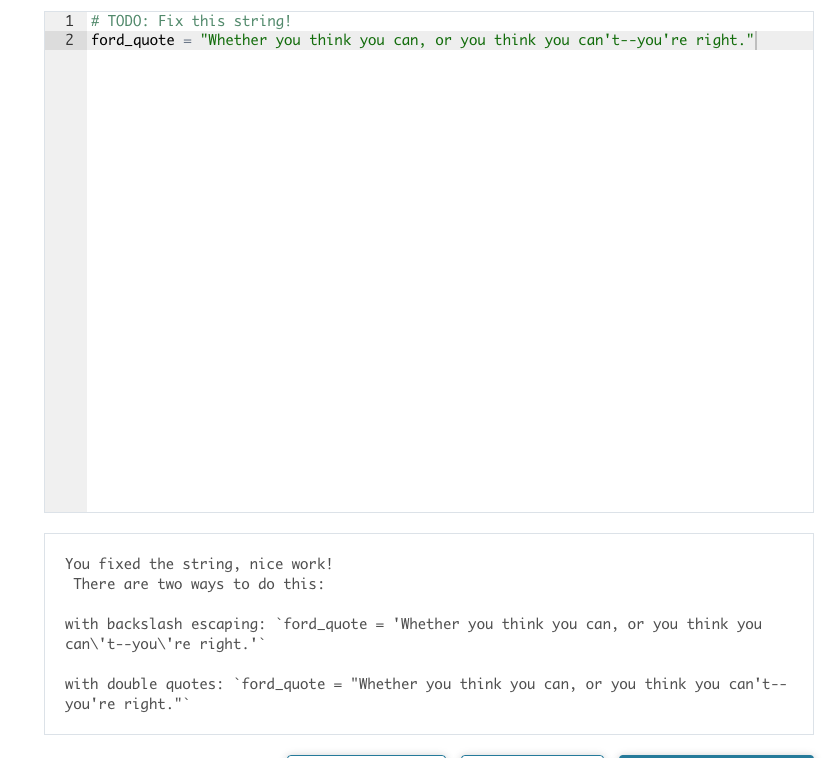 1 # TODO: Fix this string!
2 ford_quote = "Whether you think you can, or you think you can't--you're right."
You fixed the string, nice work!
There are two ways to do this:
with backslash escaping: `ford_quote = 'Whether you think you can, or you think you
can\'t--you\'re right.'`
with double quotes: `ford_quote = "Whether you think you can, or you think you can't--
you're right."`